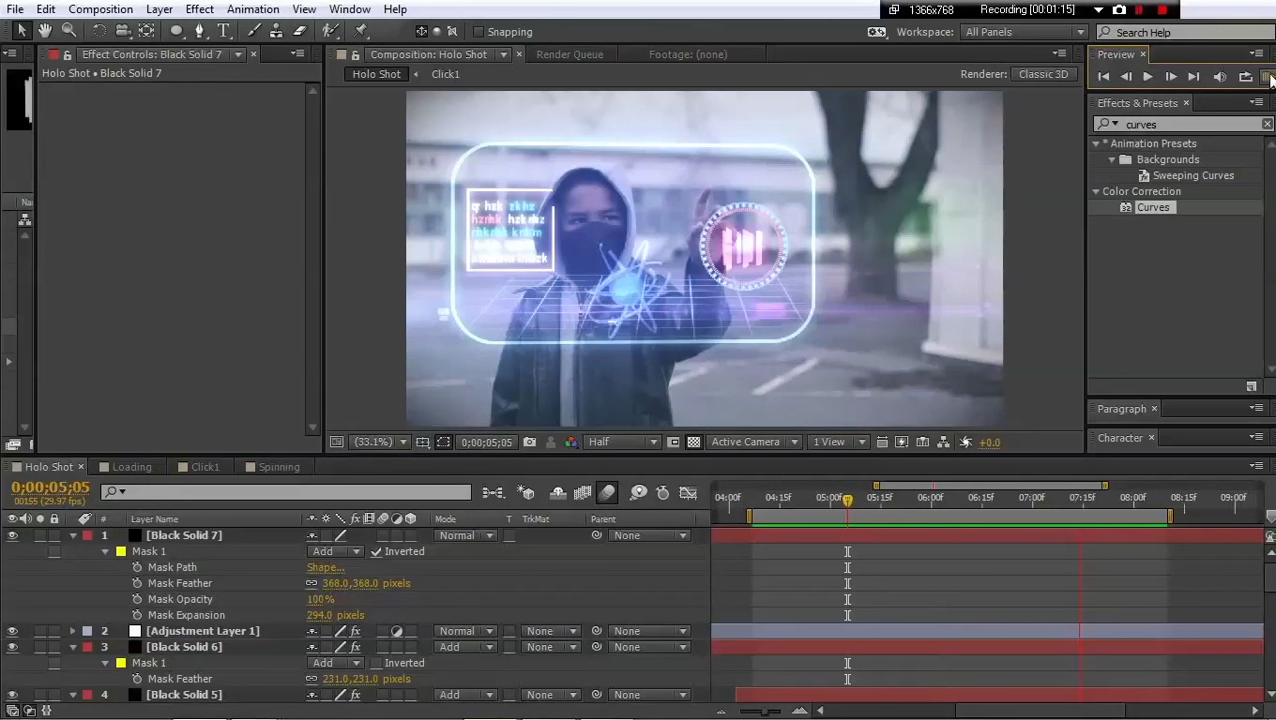 File Edit Composition Layer Effect Animation View Window Help
1366x768 Recording [00:01:15]
Snapping Workspace: All Panels Search Help
Effect Controls: Black Solid 7 Composition: Holo Shot Render Queue Footage: (none) Preview
Holo Shot • Black Solid 7 Holo Shot Click1 Renderer: Classic 3D
Effects & Presets
curves
* Animation Presets
Backgrounds
Sweeping Curves
Color Correction
Curves
Paragraph
Character
(33.1%) 0;00;05;05 Half Active Camera 1 View +0.0
Holo Shot Loading Click1 Spinning
0;00;05;05
00155 (29.97 fps)
04:00f 04:15f 05:00f 05:15f 06:00f 06:15f 07:00f 07:15f 08:00f 08:15f 09:00f
# Layer Name Mode T TrkMat Parent
1 [Black Solid 7] Normal None
Mask 1 Add Inverted
Mask Path Shape...
Mask Feather 368.0,368.0 pixels
Mask Opacity 100%
Mask Expansion 294.0 pixels
2 [Adjustment Layer 1] Normal None None
3 [Black Solid 6] Add None None
Mask 1 Add Inverted
Mask Feather 231.0,231.0 pixels
4 [Black Solid 5] Add None None